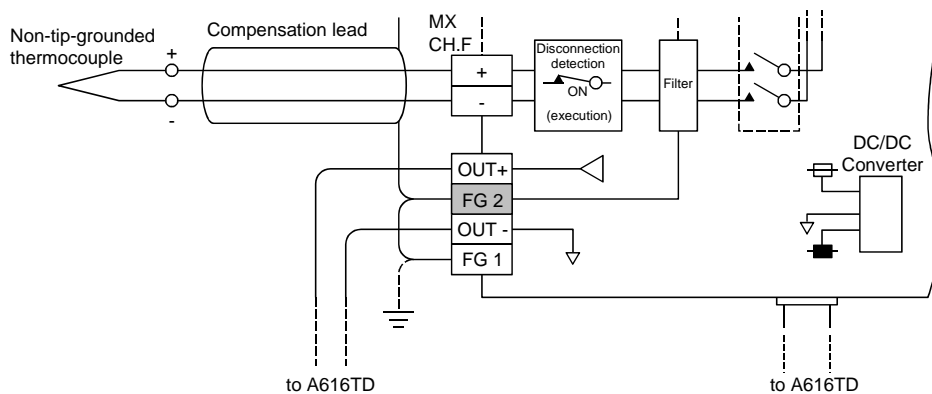 Non-tip-grounded
thermocouple
+
-
Compensation lead
MX
CH.F
+
-
Disconnection
detection
ON
(execution)
Filter
OUT+
FG 2
OUT -
FG 1
DC/DC
Converter
to A616TD
to A616TD